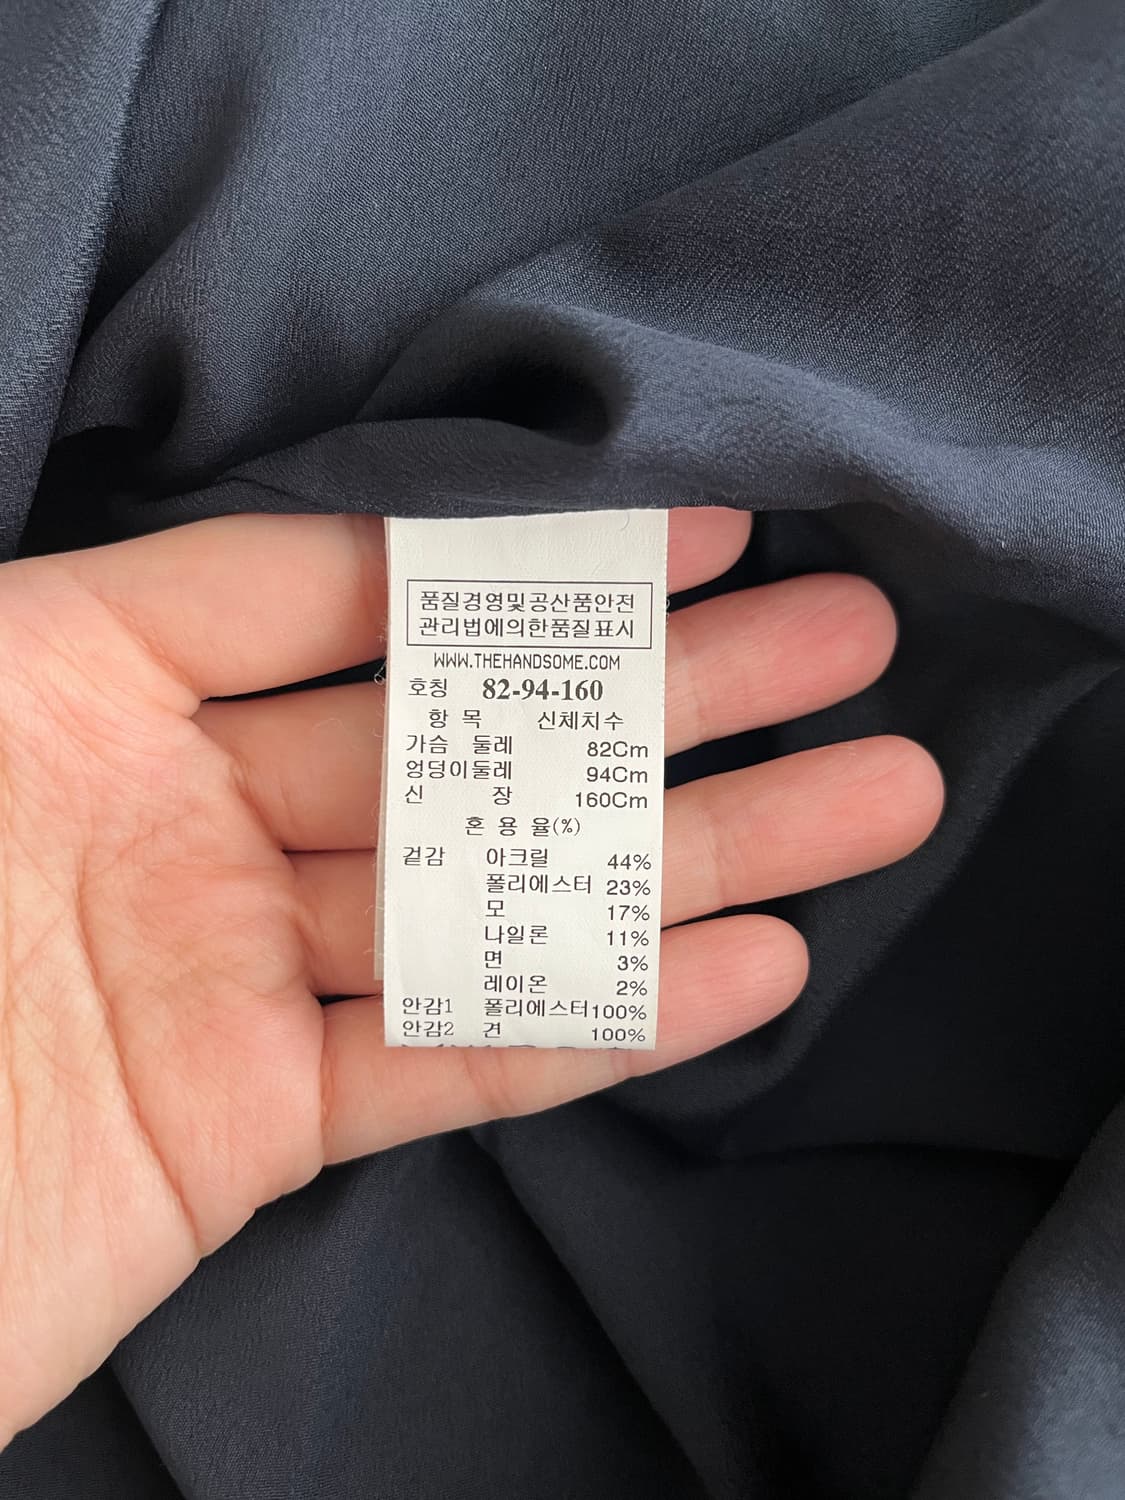 품질경영및공산품안전
관리법에의한품질표시
WWW.THEHANDSOME.COM
호칭 82-94-160
항 목 신체치수
가슴 둘레 82Cm
엉덩이둘레 94Cm
신 장 160Cm
혼 용 율(%)
겉감 아크릴 44%
폴리에스터 23%
모 17%
나일론 11%
면 3%
레이온 2%
안감1 폴리에스터100%
안감2 견 100%